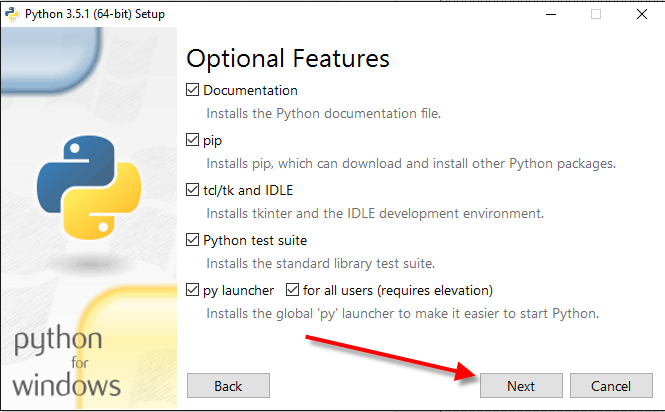 Python 3.5.1 (64-bit) Setup
Optional Features
Documentation
Installs the Python documentation file.
pip
Installs pip, which can download and install other Python packages.
tcl/tk and IDLE
Installs tkinter and the IDLE development environment.
Python test suite
Installs the standard library test suite.
py launcher for all users (requires elevation)
Installs the global 'py' launcher to make it easier to start Python.
python
for
windows
Back Next Cancel